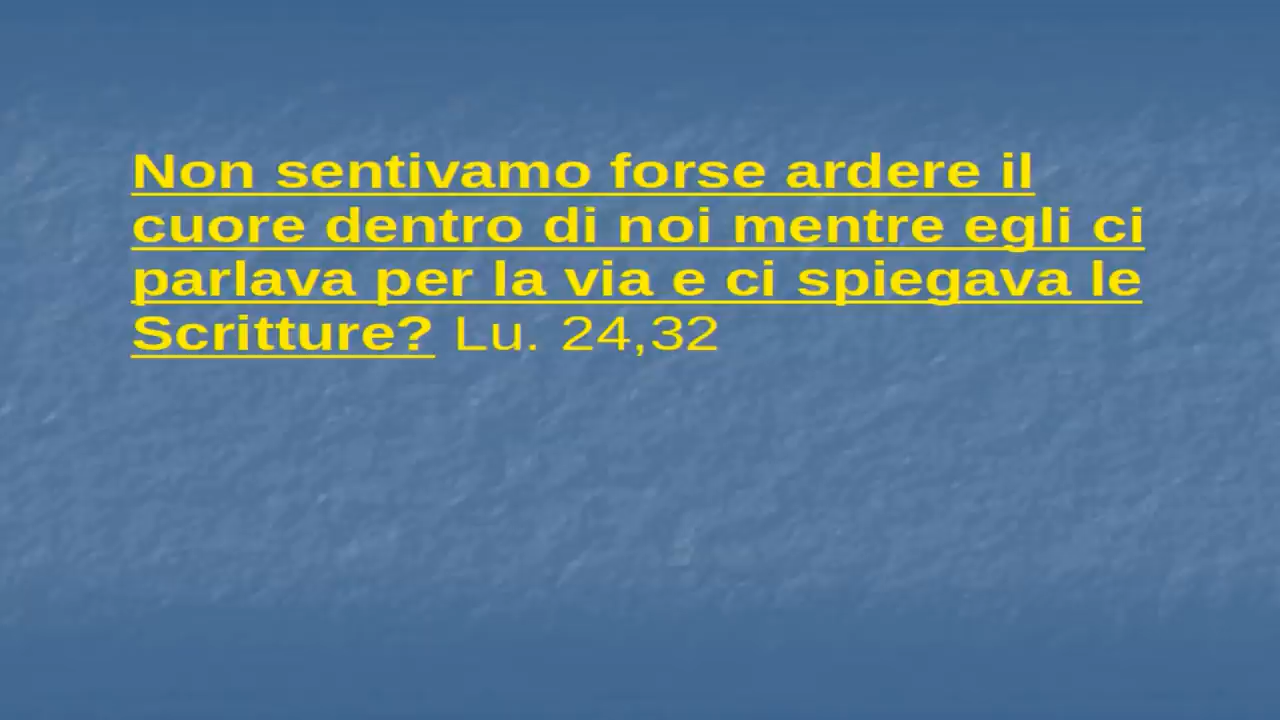 Non sentivamo forse ardere il
cuore dentro di noi mentre egli ci
parlava per la via e ci spiegava le
Scritture? Lu. 24,32